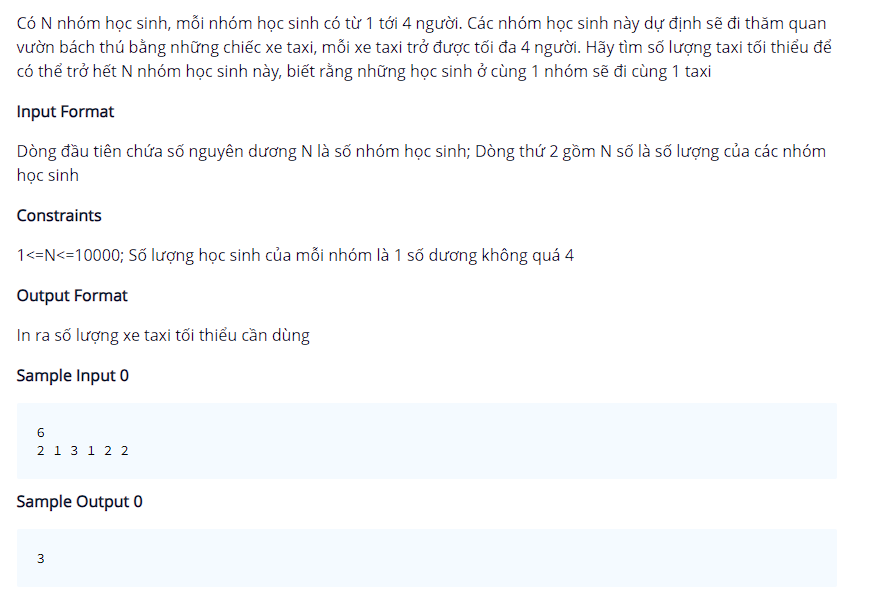 Có N nhóm học sinh, mỗi nhóm học sinh có từ 1 tới 4 người. Các nhóm học sinh này dự định sẽ đi thăm quan
vườn bách thú bằng những chiếc xe taxi, mỗi xe taxi trở được tối đa 4 người. Hãy tìm số lượng taxi tối thiểu để
có thể trở hết N nhóm học sinh này, biết rằng những học sinh ở cùng 1 nhóm sẽ đi cùng 1 taxi
Input Format
Dòng đầu tiên chứa số nguyên dương N là số nhóm học sinh; Dòng thứ 2 gồm N số là số lượng của các nhóm
học sinh
Constraints
1<=N<=10000; Số lượng học sinh của mỗi nhóm là 1 số dương không quá 4
Output Format
In ra số lượng xe taxi tối thiểu cần dùng
Sample Input 0
6
2 1 3 1 2 2
Sample Output 0
3